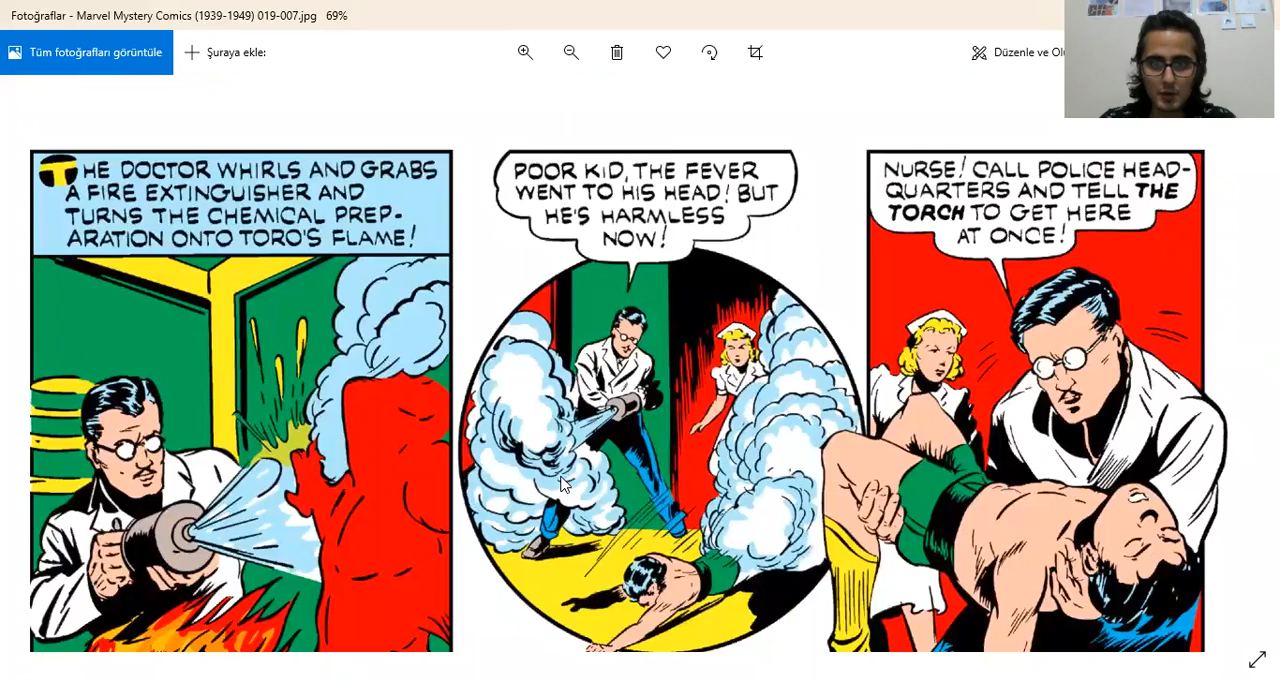 Fotoğraflar - Marvel Mystery Comics (1939-1949) 019-007.jpg   69%
Tüm fotoğrafları görüntüle
Şuraya ekle:
Düzenle ve
THE DOCTOR WHIRLS AND GRABS
A FIRE EXTINGUISHER AND
TURNS THE CHEMICAL PREP-
ARATION ONTO TORO'S FLAME!
POOR KID, THE FEVER
WENT TO HIS HEAD! BUT
HE'S HARMLESS
NOW!
NURSE! CALL POLICE HEAD-
QUARTERS AND TELL THE
TORCH TO GET HERE
AT ONCE!